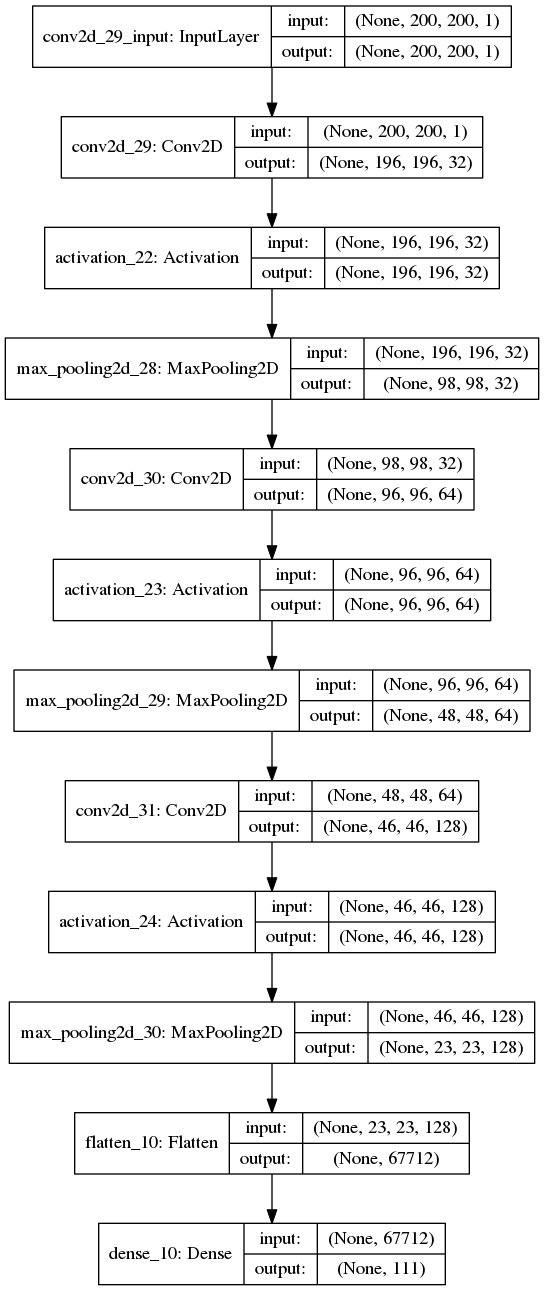 conv2d_29_input: InputLayer
input: (None, 200, 200, 1)
output: (None, 200, 200, 1)
conv2d_29: Conv2D
input: (None, 200, 200, 1)
output: (None, 196, 196, 32)
activation_22: Activation
input: (None, 196, 196, 32)
output: (None, 196, 196, 32)
max_pooling2d_28: MaxPooling2D
input: (None, 196, 196, 32)
output: (None, 98, 98, 32)
conv2d_30: Conv2D
input: (None, 98, 98, 32)
output: (None, 96, 96, 64)
activation_23: Activation
input: (None, 96, 96, 64)
output: (None, 96, 96, 64)
max_pooling2d_29: MaxPooling2D
input: (None, 96, 96, 64)
output: (None, 48, 48, 64)
conv2d_31: Conv2D
input: (None, 48, 48, 64)
output: (None, 46, 46, 128)
activation_24: Activation
input: (None, 46, 46, 128)
output: (None, 46, 46, 128)
max_pooling2d_30: MaxPooling2D
input: (None, 46, 46, 128)
output: (None, 23, 23, 128)
flatten_10: Flatten
input: (None, 23, 23, 128)
output: (None, 67712)
dense_10: Dense
input: (None, 67712)
output: (None, 111)